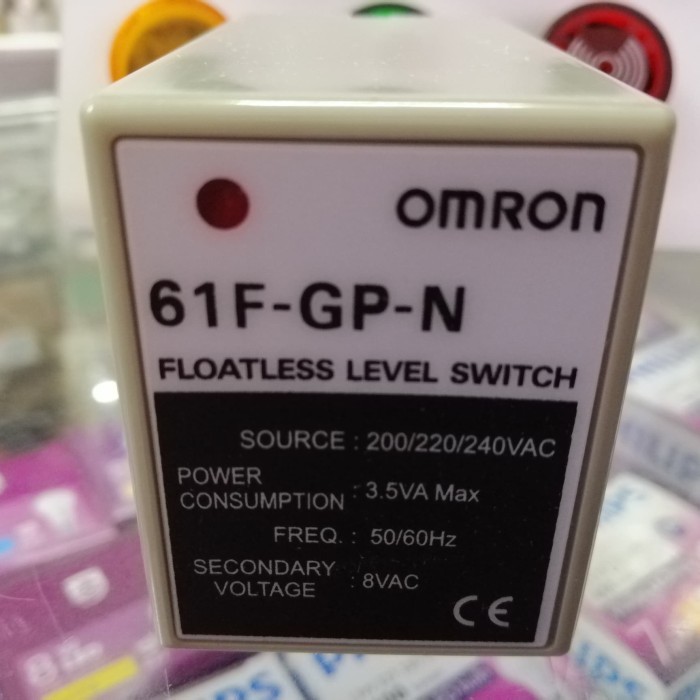 OMRON
61F-GP-N
FLOATLESS LEVEL SWITCH
SOURCE : 200/220/240VAC
POWER
CONSUMPTION : 3.5VA Max
FREQ. : 50/60Hz
SECONDARY
VOLTAGE : 8VAC
CE